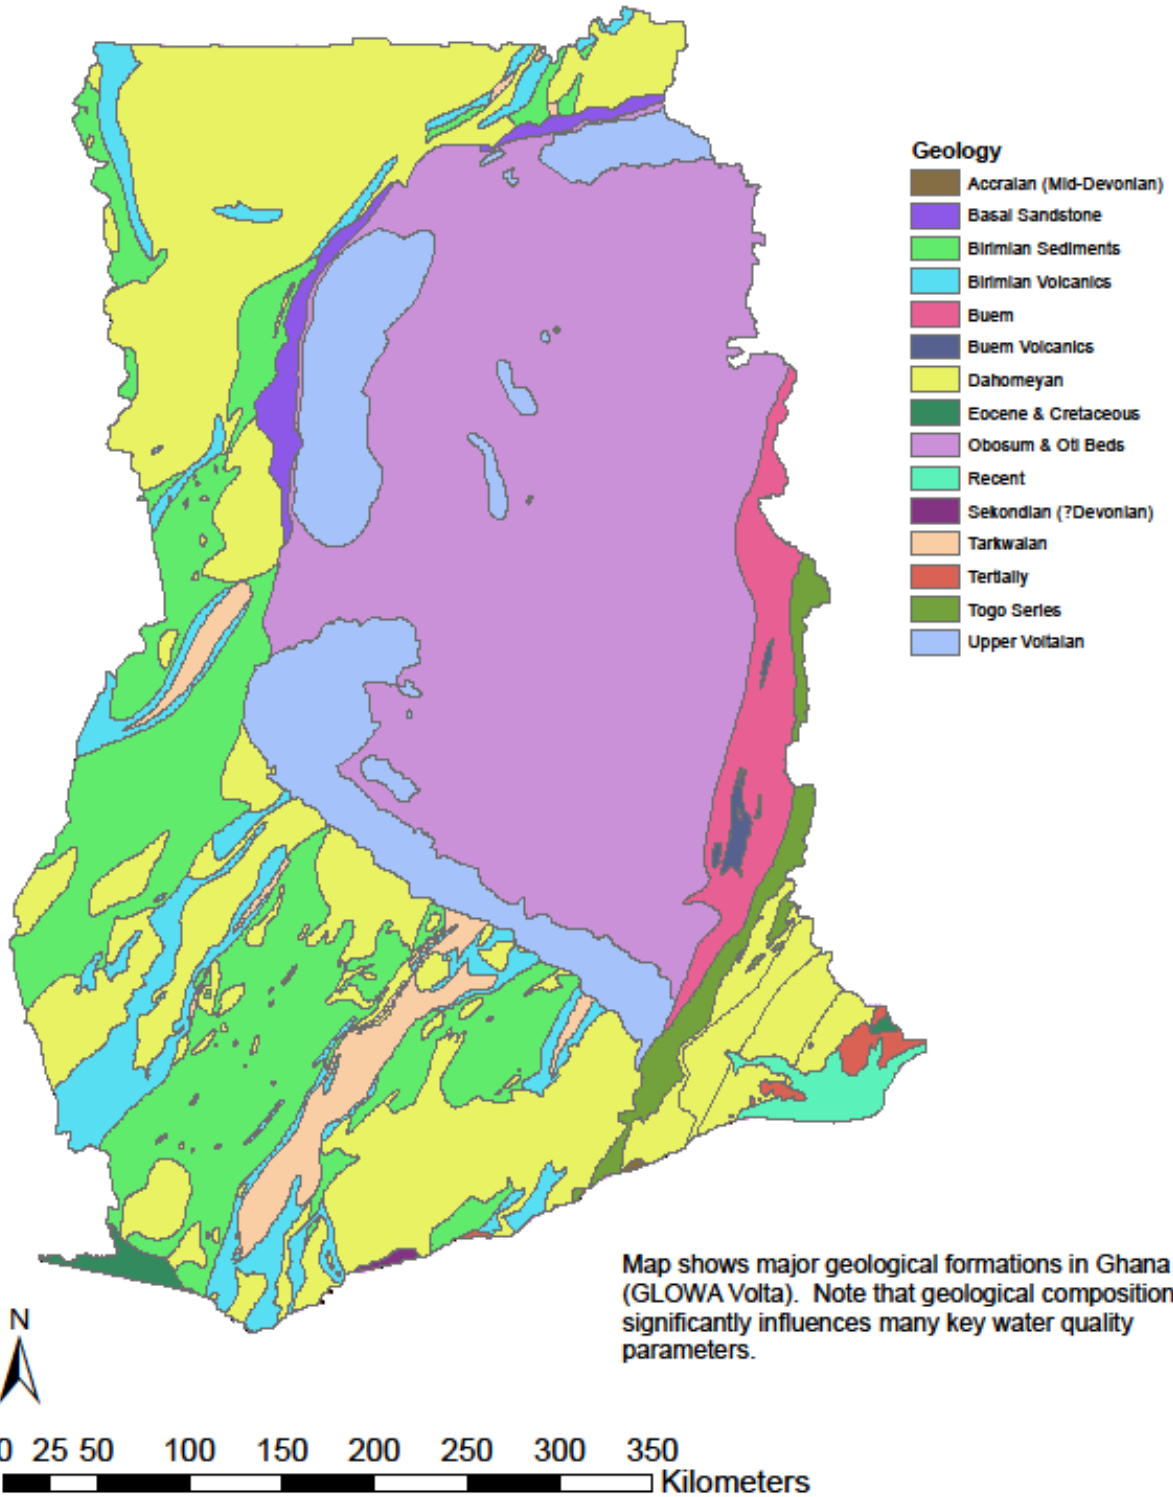 Geology
Accraian (Mid-Devonian)
Basal Sandstone
Birimian Sediments
Birimian Volcanics
Buem
Buem Volcanics
Dahomeyan
Eocene & Cretaceous
Obosum & Oti Beds
Recent
Sekondian (?Devonian)
Tarkwaian
Tertially
Togo Series
Upper Voltaian
Map shows major geological formations in Ghana
(GLOWA Volta). Note that geological composition
significantly influences many key water quality
parameters.
N
0 25 50 100 150 200 250 300 350
Kilometers